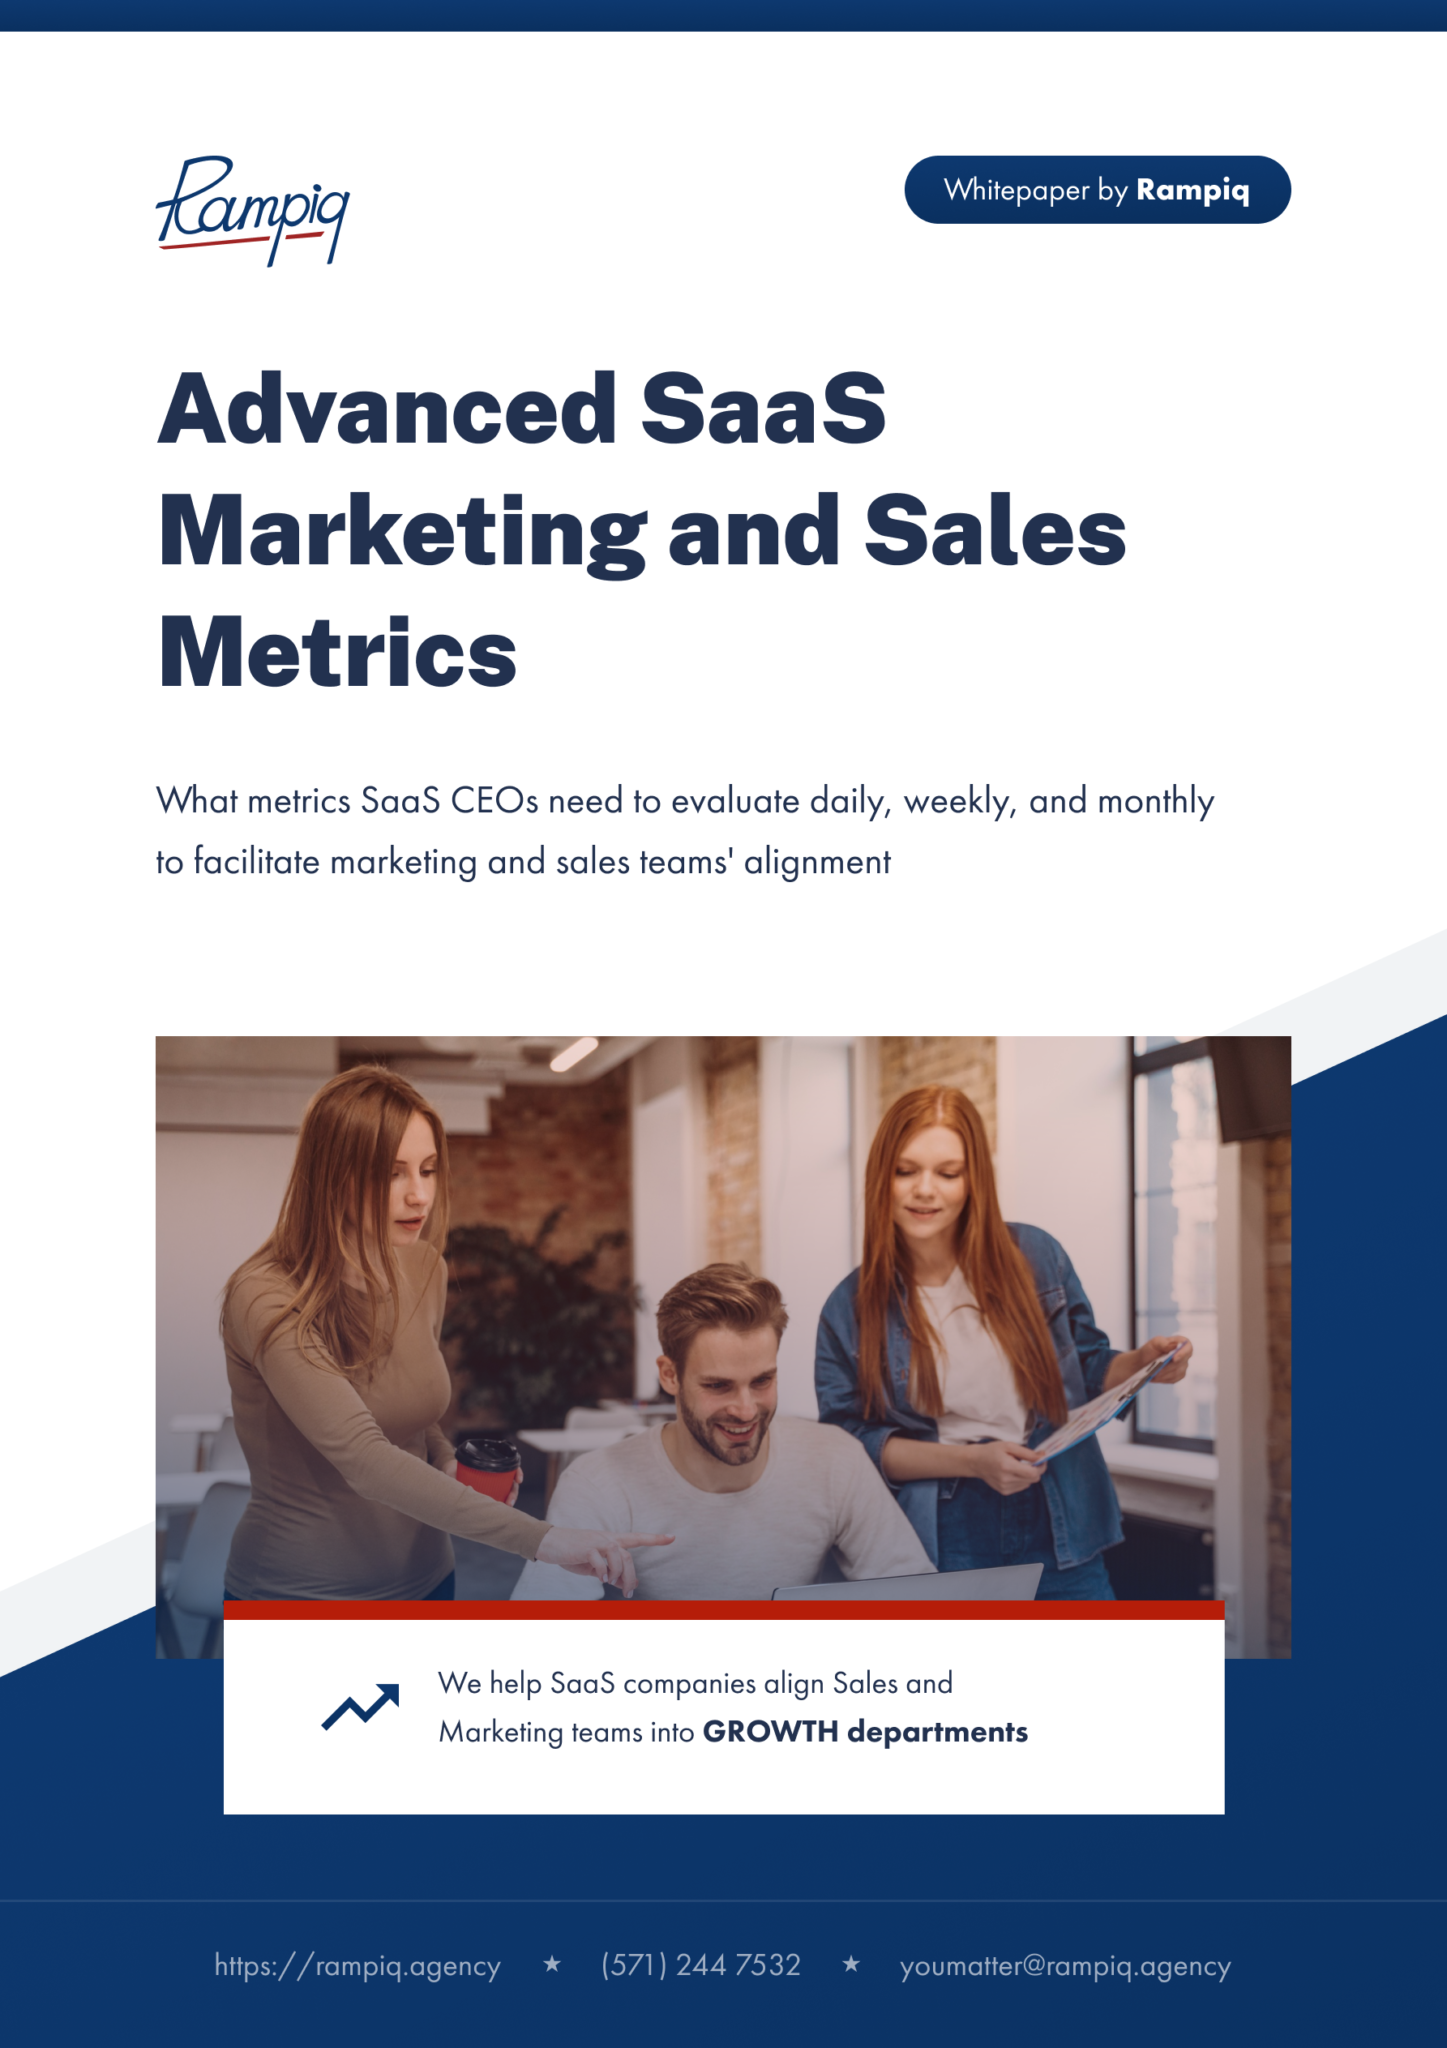 Rampiq
Whitepaper by Rampiq
Advanced SaaS
Marketing and Sales
Metrics
What metrics SaaS CEOs need to evaluate daily, weekly, and monthly
to facilitate marketing and sales teams' alignment
We help SaaS companies align Sales and
Marketing teams into GROWTH departments
https://rampiq.agency ★ (571) 244 7532 ★ youmatter@rampiq.agency